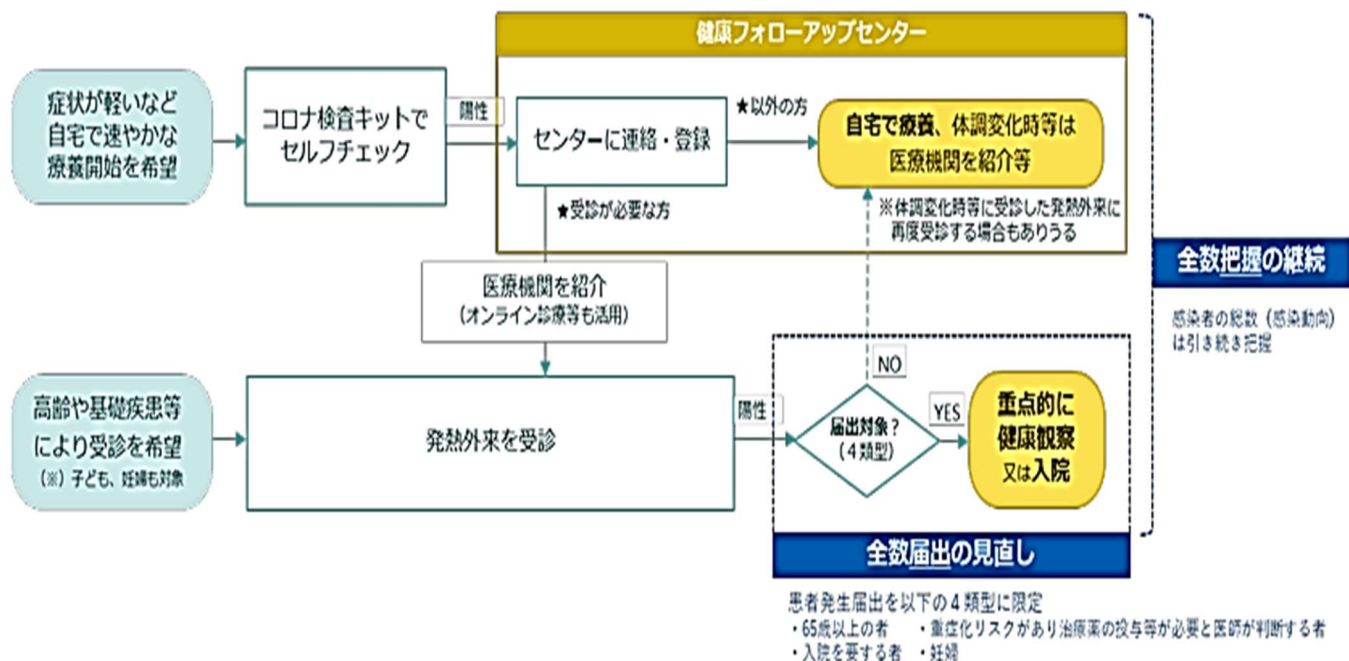 健康フォローアップセンター
症状が軽いなど
自宅で速やかな
療養開始を希望
コロナ検査キットで
セルフチェック
陽性
センターに連絡・登録
★以外の方
自宅で療養、体調変化時等は
医療機関を紹介等
※体調変化時等に受診した発熱外来に
再度受診する場合もありうる
★受診が必要な方
医療機関を紹介
(オンライン診療等も活用)
全数把握の継続
感染者の総数(感染動向)
は引き続き把握
高齢や基礎疾患等
により受診を希望
(※)子ども、妊婦も対象
発熱外来を受診
陽性
届出対象?
(4類型)
NO
YES
重点的に
健康観察
又は入院
全数届出の見直し
患者発生届出を以下の4類型に限定
・65歳以上の者 ・重症化リスクがあり治療薬の投与等が必要と医師が判断する者
・入院を要する者 ・妊婦